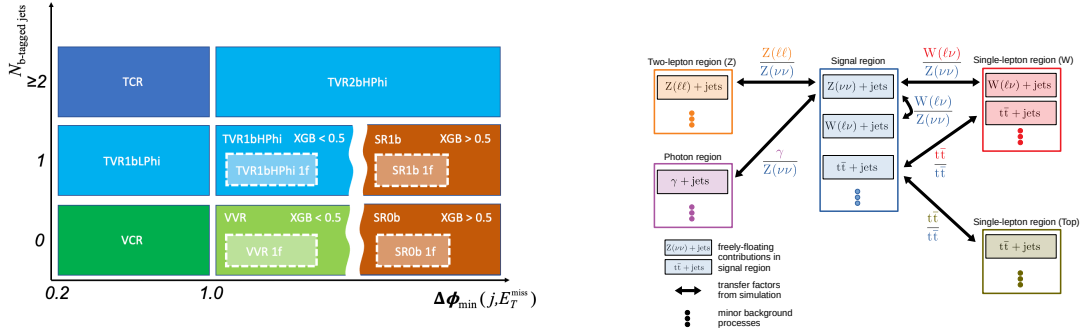 N b-tagged jets
≥2
1
0
TCR
TVR2bHPhi
TVR1bLPhi
TVR1bHPhi XGB < 0.5
TVR1bHPhi 1f
SR1b XGB > 0.5
SR1b 1f
VCR
VVR XGB < 0.5
VVR 1f
SR0b XGB > 0.5
SR0b 1f
0.2 1.0
Δϕmin(j,E_T^miss)
Two-lepton region (Z)
Z(ℓℓ) + jets
Z(ℓℓ)
Z(νν)
Signal region
Z(νν) + jets
W(ℓν) + jets
tt̄ + jets
W(ℓν)
Z(νν)
Single-lepton region (W)
W(ℓν) + jets
tt̄ + jets
W(ℓν)
Z(νν)
Photon region
γ + jets
γ
Z(νν)
tt̄
tt̄
tt̄
tt̄
Single-lepton region (Top)
tt̄ + jets
Z(νν) + jets
tt̄ + jets
freely-floating
contributions in
signal region
transfer factors
from simulation
minor background
processes